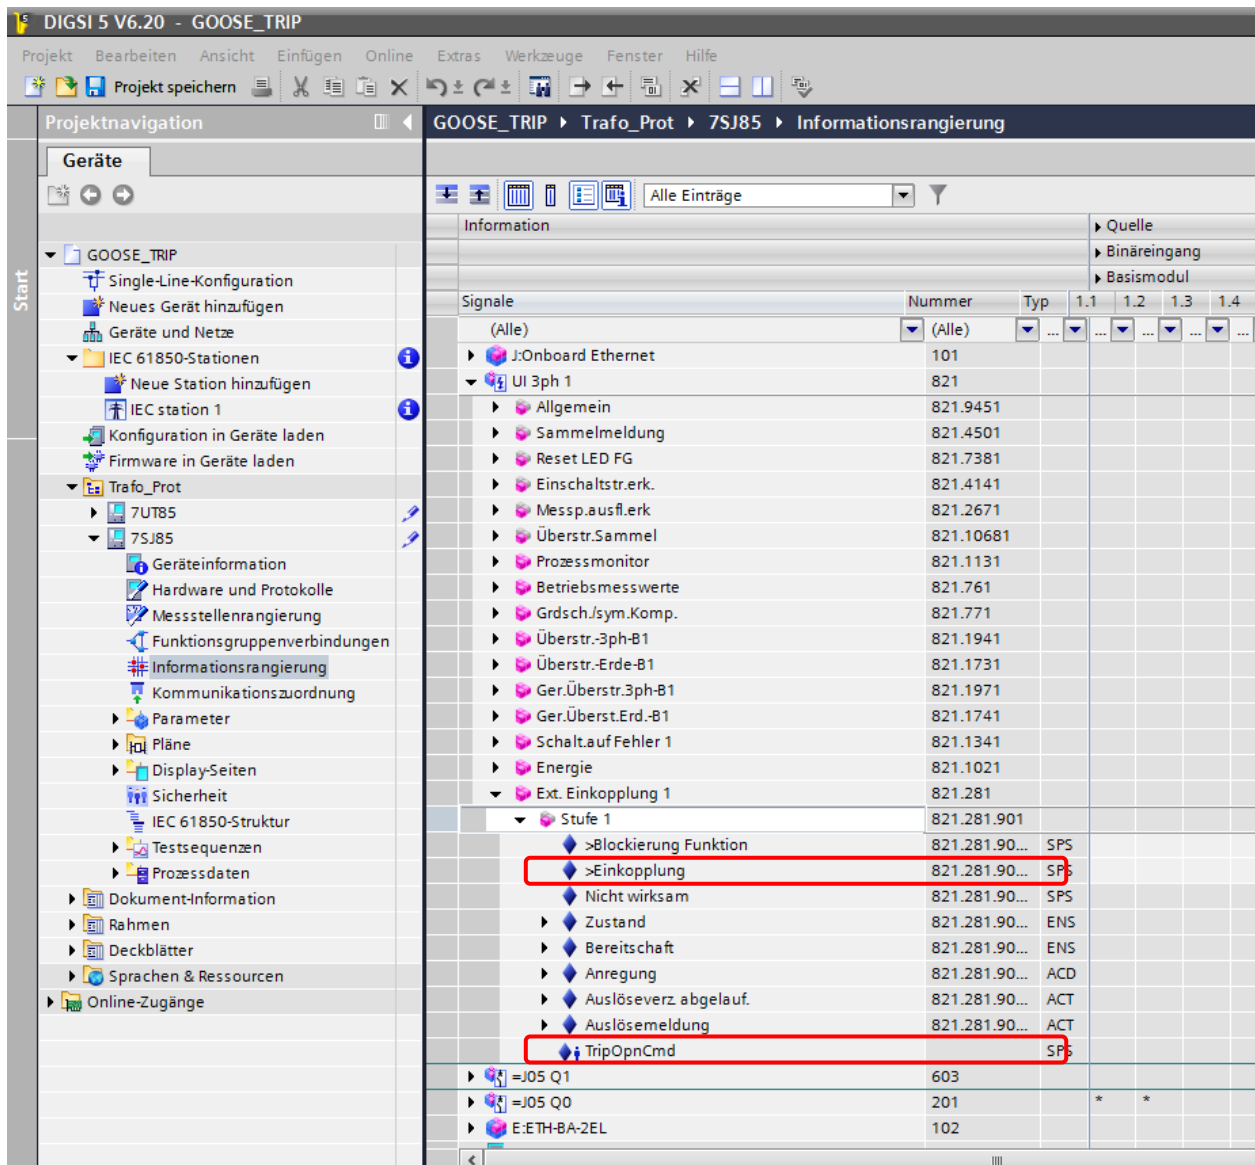 DIGSI 5 V6.20 - GOOSE_TRIP
Projekt Bearbeiten Ansicht Einfügen Online Extras Werkzeuge Fenster Hilfe
Projekt speichern
Projektnavigation
GOOSE_TRIP Trafo_Prot 7SJ85 Informationsrangierung
Geräte
Start
GOOSE_TRIP
Single-Line-Konfiguration
Neues Gerät hinzufügen
Geräte und Netze
IEC 61850-Stationen
Neue Station hinzufügen
IEC station 1
Konfiguration in Geräte laden
Firmware in Geräte laden
Trafo_Prot
7UT85
7SJ85
Geräteinformation
Hardware und Protokolle
Messstellenrangierung
Funktionsgruppenverbindungen
Informationsrangierung
Kommunikationszuordnung
Parameter
Pläne
Display-Seiten
Sicherheit
IEC 61850-Struktur
Testsequenzen
Prozessdaten
Dokument-Information
Rahmen
Deckblätter
Sprachen & Ressourcen
Online-Zugänge
Alle Einträge
Information Quelle
Binäreingang
Basismodul
Signale Nummer Typ 1.1 1.2 1.3 1.4
(Alle) (Alle) ... ... ... ... ...
J:Onboard Ethernet 101
UI 3ph 1 821
Allgemein 821.9451
Sammelmeldung 821.4501
Reset LED FG 821.7381
Einschaltstr.erk. 821.4141
Messp.ausfl.erk 821.2671
Überstr.Sammel 821.10681
Prozessmonitor 821.1131
Betriebsmesswerte 821.761
Grdsch./sym.Komp. 821.771
Überstr.-3ph-B1 821.1941
Überstr.-Erde-B1 821.1731
Ger.Überstr.3ph-B1 821.1971
Ger.Überst.Erd.-B1 821.1741
Schalt.auf Fehler 1 821.1341
Energie 821.1021
Ext. Einkopplung 1 821.281
Stufe 1 821.281.901
>Blockierung Funktion 821.281.90... SPS
>Einkopplung 821.281.90... SPS
Nicht wirksam 821.281.90... SPS
Zustand 821.281.90... ENS
Bereitschaft 821.281.90... ENS
Anregung 821.281.90... ACD
Auslöseverz. abgelauf. 821.281.90... ACT
Auslösemeldung 821.281.90... ACT
TripOpnCmd SPS
=J05 Q1 603
=J05 Q0 201 * *
E:ETH-BA-2EL 102